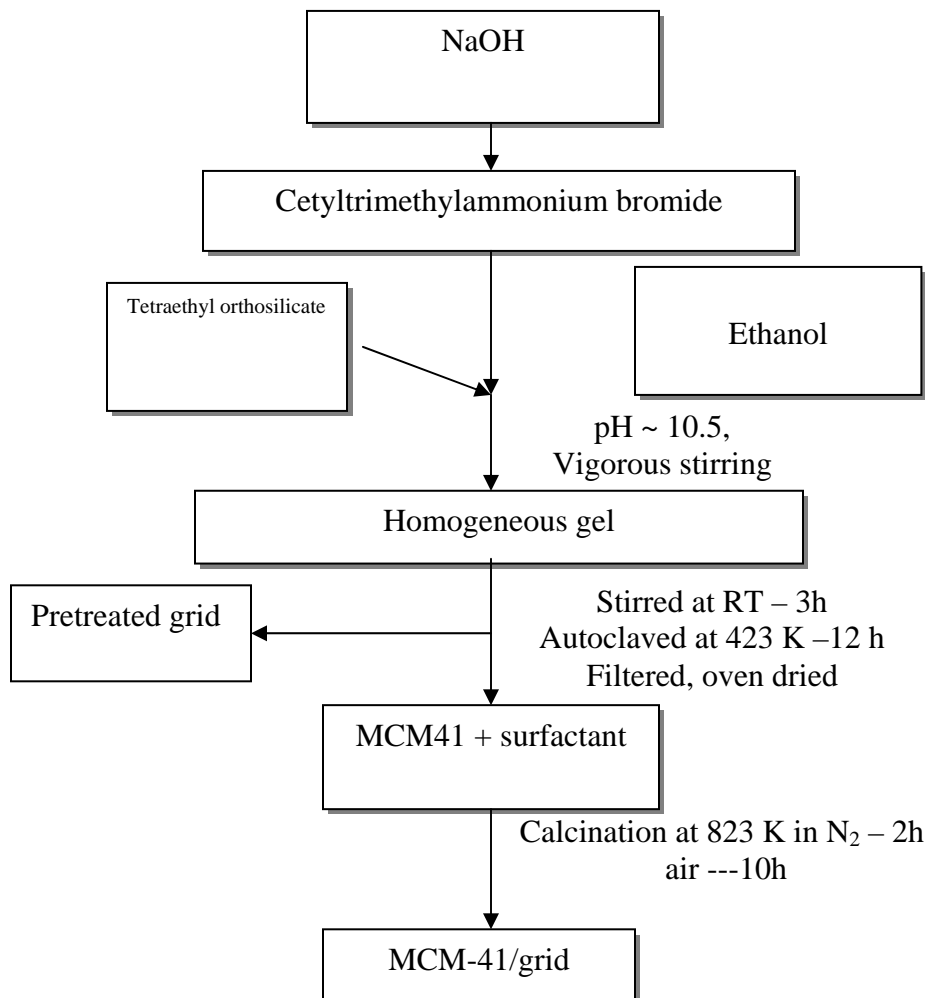 NaOH
Cetyltrimethylammonium bromide
Tetraethyl orthosilicate
Ethanol
pH ~ 10.5,
Vigorous stirring
Homogeneous gel
Pretreated grid
Stirred at RT – 3h
Autoclaved at 423 K –12 h
Filtered, oven dried
MCM41 + surfactant
Calcination at 823 K in N₂ – 2h
air ---10h
MCM-41/grid